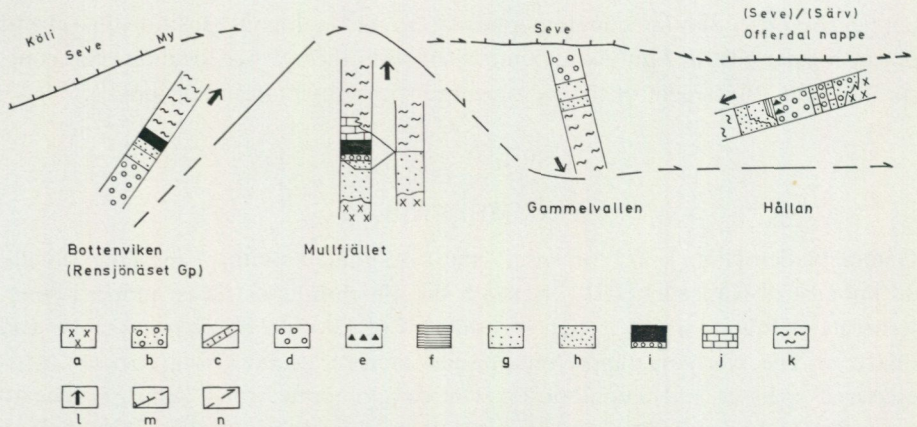 Köli
Seve
My
Seve
(Seve)/(Särv)
Offerdal nappe
Bottenviken
(Rensjönäset Gp)
Mullfjället
Gammelvallen
Hållan
a b c d e f g h i j k
l m n